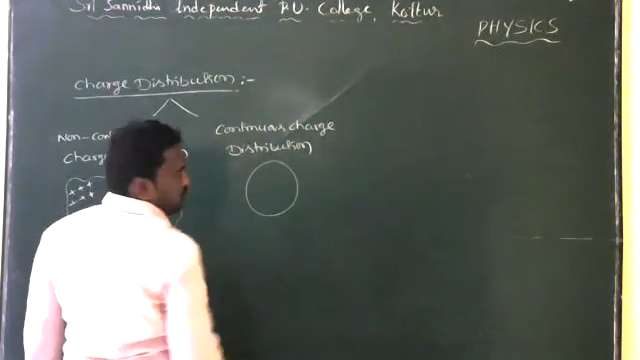 Sri Sannidhi Independent P.U. College, Kottur
PHYSICS
Charge Distribution :-
Continuous charge
Distribution